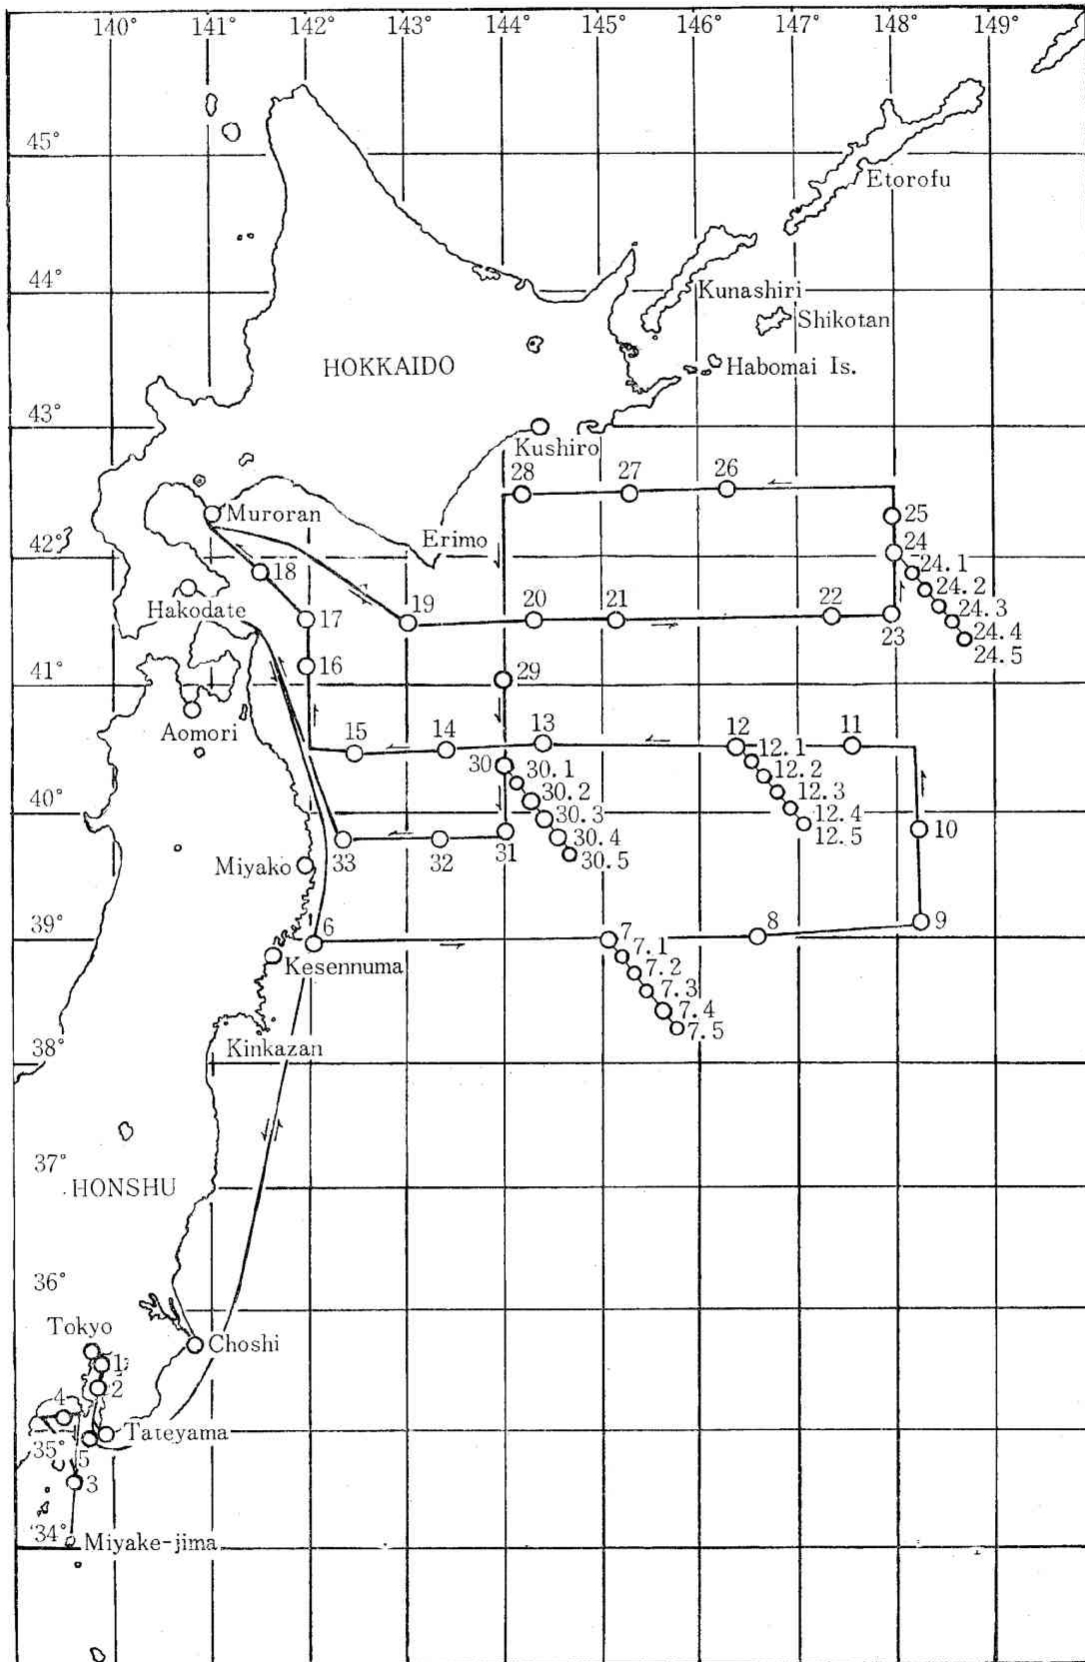 140° 141° 142° 143° 144° 145° 146° 147° 148° 149°
45°
Etorofu
44°
Kunashiri
Shikotan
HOKKAIDO
Habomai Is.
43°
Kushiro
28 27 26
Muroran
25
Erimo
24
42°
24.1
18
24.2
Hakodate
19 20 21 22
24.3
17
23
24.4
24.5
16
41°
29
Aomori
15 14 13 12 11
12.1
30 30.1
12.2
30.2
12.3
40°
30.3
12.4
30.4
12.5
10
33 32 31
30.5
Miyako
39°
6 7 8 9
7.1
Kesennuma
7.2
7.3
7.4
7.5
Kinkazan
38°
37°
HONSHU
36°
Tokyo
Choshi
1
2
4
Tateyama
35°
5
3
34°
Miyake-jima